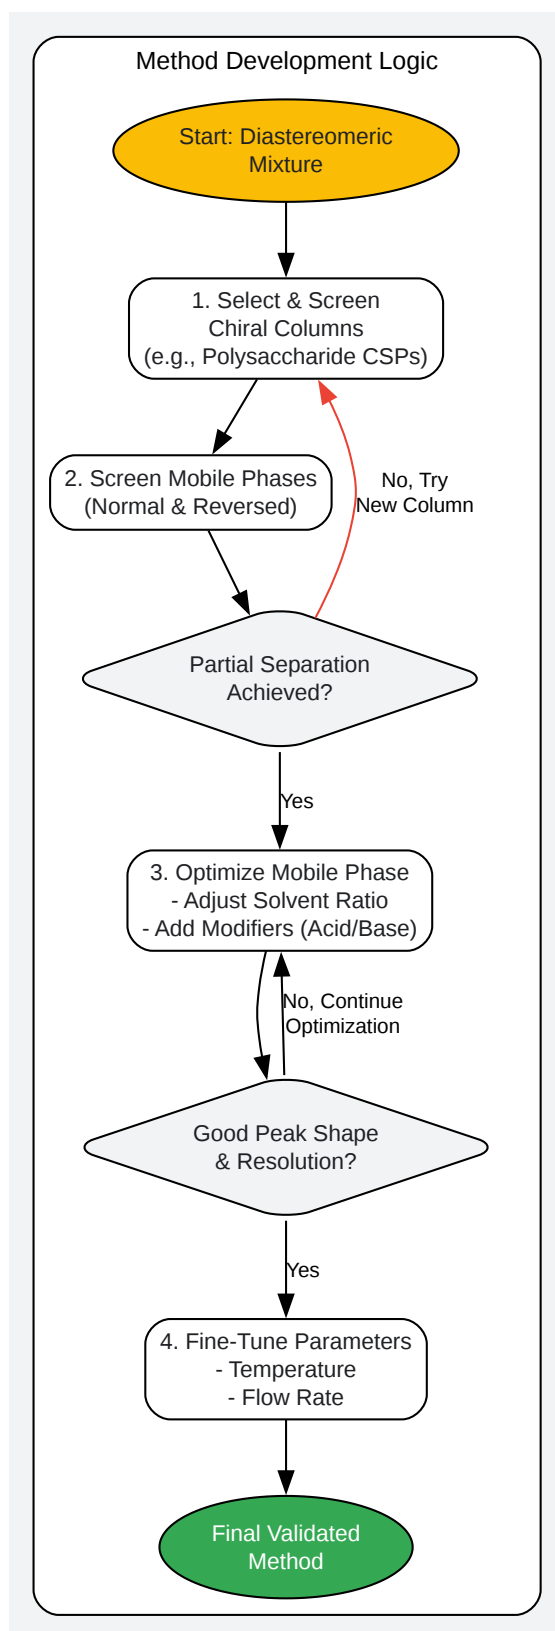 Method Development Logic
Start: Diastereomeric
Mixture
1. Select & Screen
Chiral Columns
(e.g., Polysaccharide CSPs)
2. Screen Mobile Phases
(Normal & Reversed)
No, Try
New Column
Partial Separation
Achieved?
Yes
3. Optimize Mobile Phase
- Adjust Solvent Ratio
- Add Modifiers (Acid/Base)
No, Continue
Optimization
Good Peak Shape
& Resolution?
Yes
4. Fine-Tune Parameters
- Temperature
- Flow Rate
Final Validated
Method